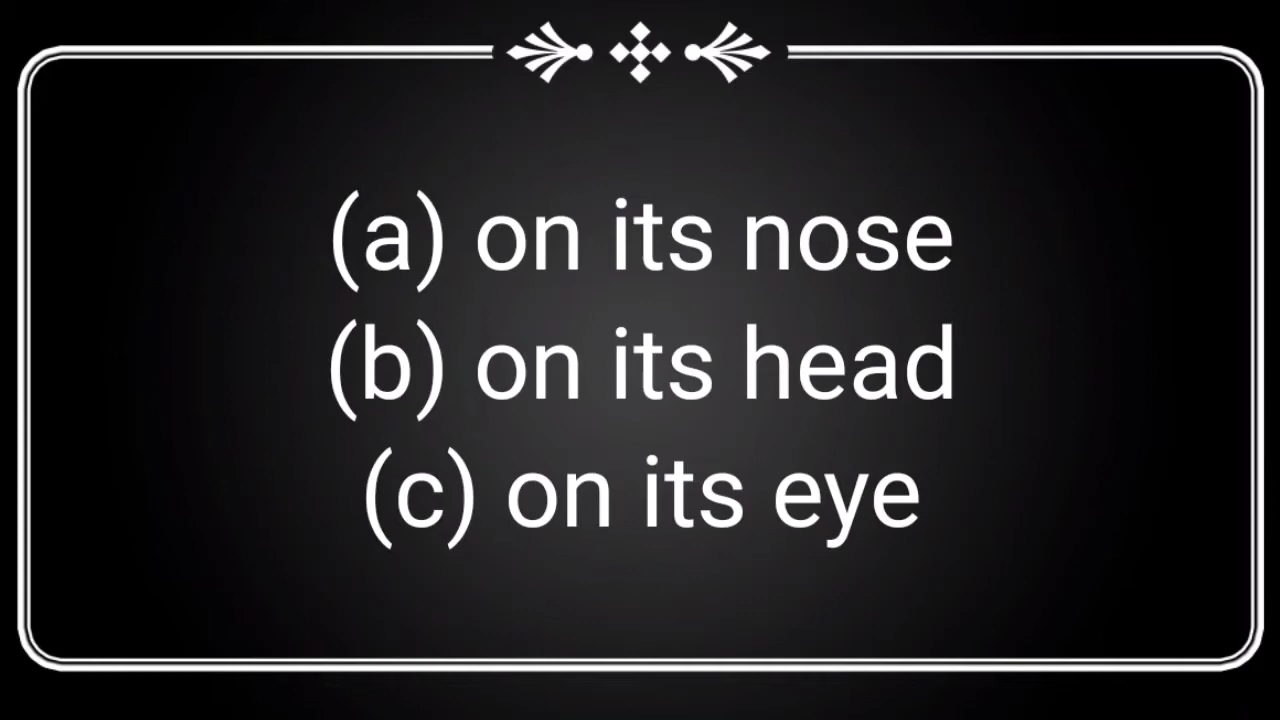 (a) on its nose
(b) on its head
(c) on its eye